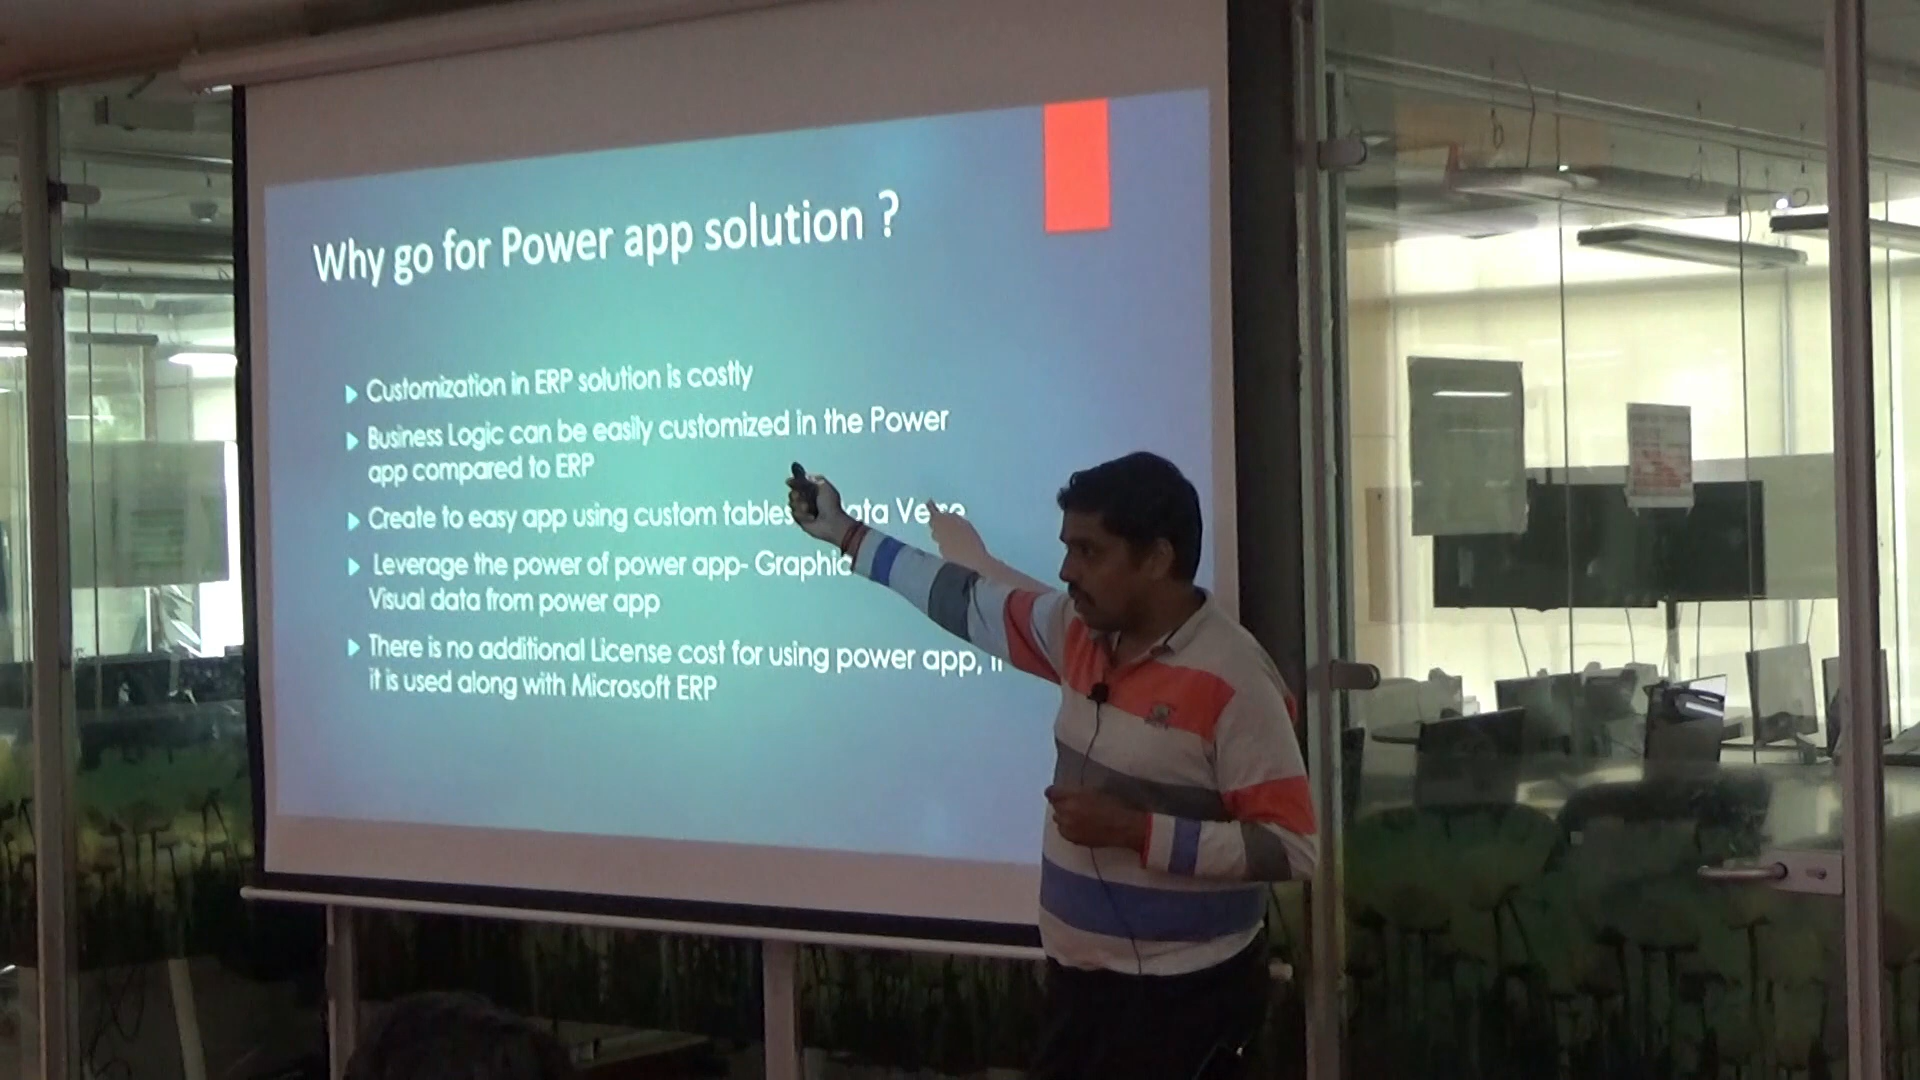 Why go for Power app solution ?
Customization in ERP solution is costly
Business Logic can be easily customized in the Power
app compared to ERP
Create to easy app using custom tables
Leverage the power of power app- Graphic
Visual data from power app
There is no additional License cost for using power app,
it is used along with Microsoft ERP